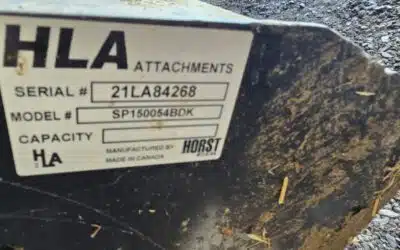 HLA ATTACHMENTS
SERIAL # 21LA84268
MODEL # SP150054BDK
CAPACITY
HLA MANUFACTURED BY HORST
MADE IN CANADA